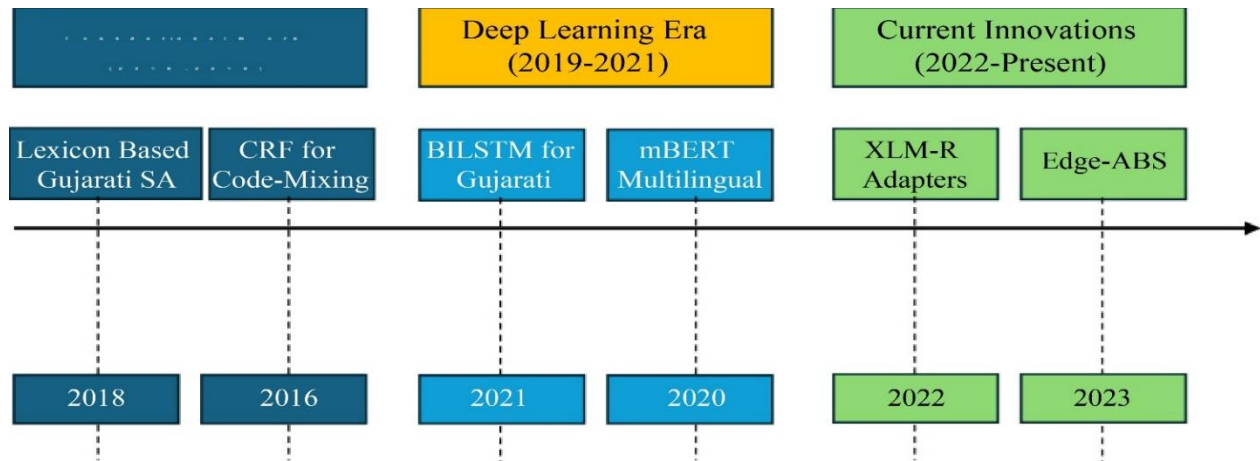 Deep Learning Era
(2019-2021)
Current Innovations
(2022-Present)
Lexicon Based
Gujarati SA
CRF for
Code-Mixing
BILSTM for
Gujarati
mBERT
Multilingual
XLM-R
Adapters
Edge-ABS
2018
2016
2021
2020
2022
2023